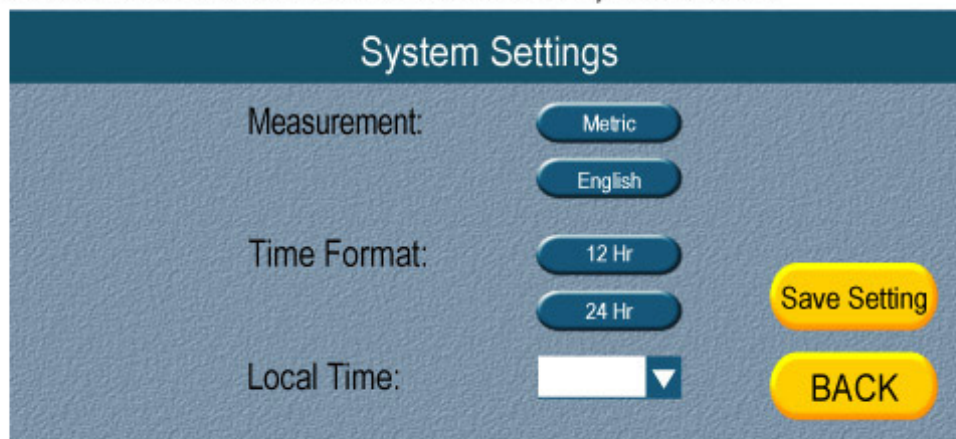 System Settings
Measurement: Metric
English
Time Format: 12 Hr
24 Hr
Save Setting
Local Time:
BACK